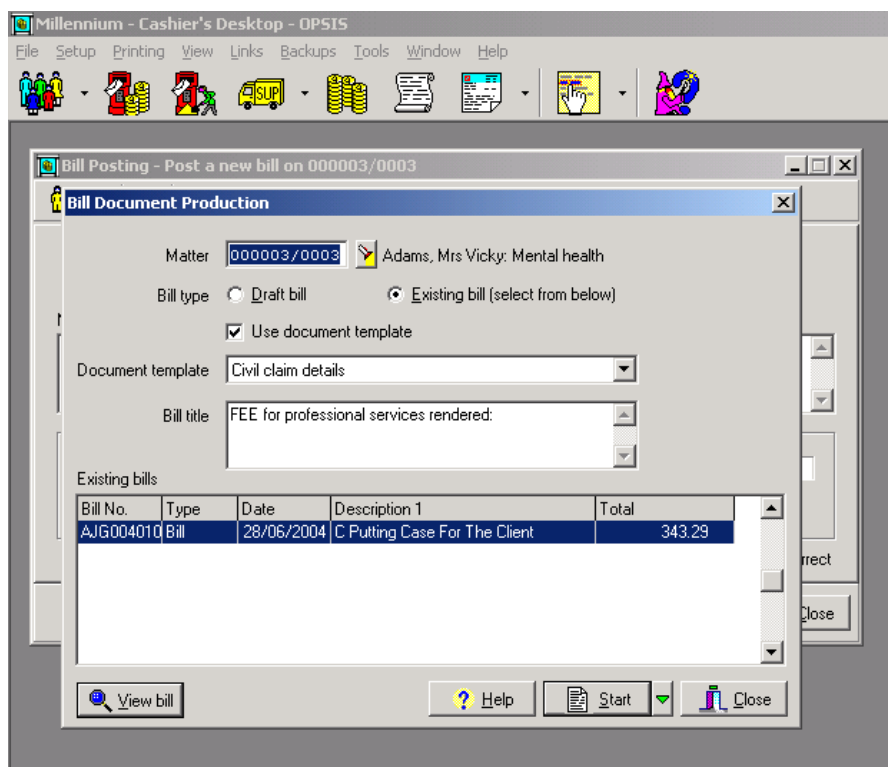 Millennium - Cashier's Desktop - OPSIS
File Setup Printing View Links Backups Tools Window Help
SUP
Bill Posting - Post a new bill on 000003/0003
Bill Document Production
Matter 000003/0003 Adams, Mrs Vicky: Mental health
Bill type Draft bill Existing bill (select from below)
Use document template
Document template Civil claim details
Bill title FEE for professional services rendered:
Existing bills
Bill No. Type Date Description 1 Total
AJG004010 Bill 28/06/2004 C Putting Case For The Client 343.29
rrect
Close
View bill Help Start Close